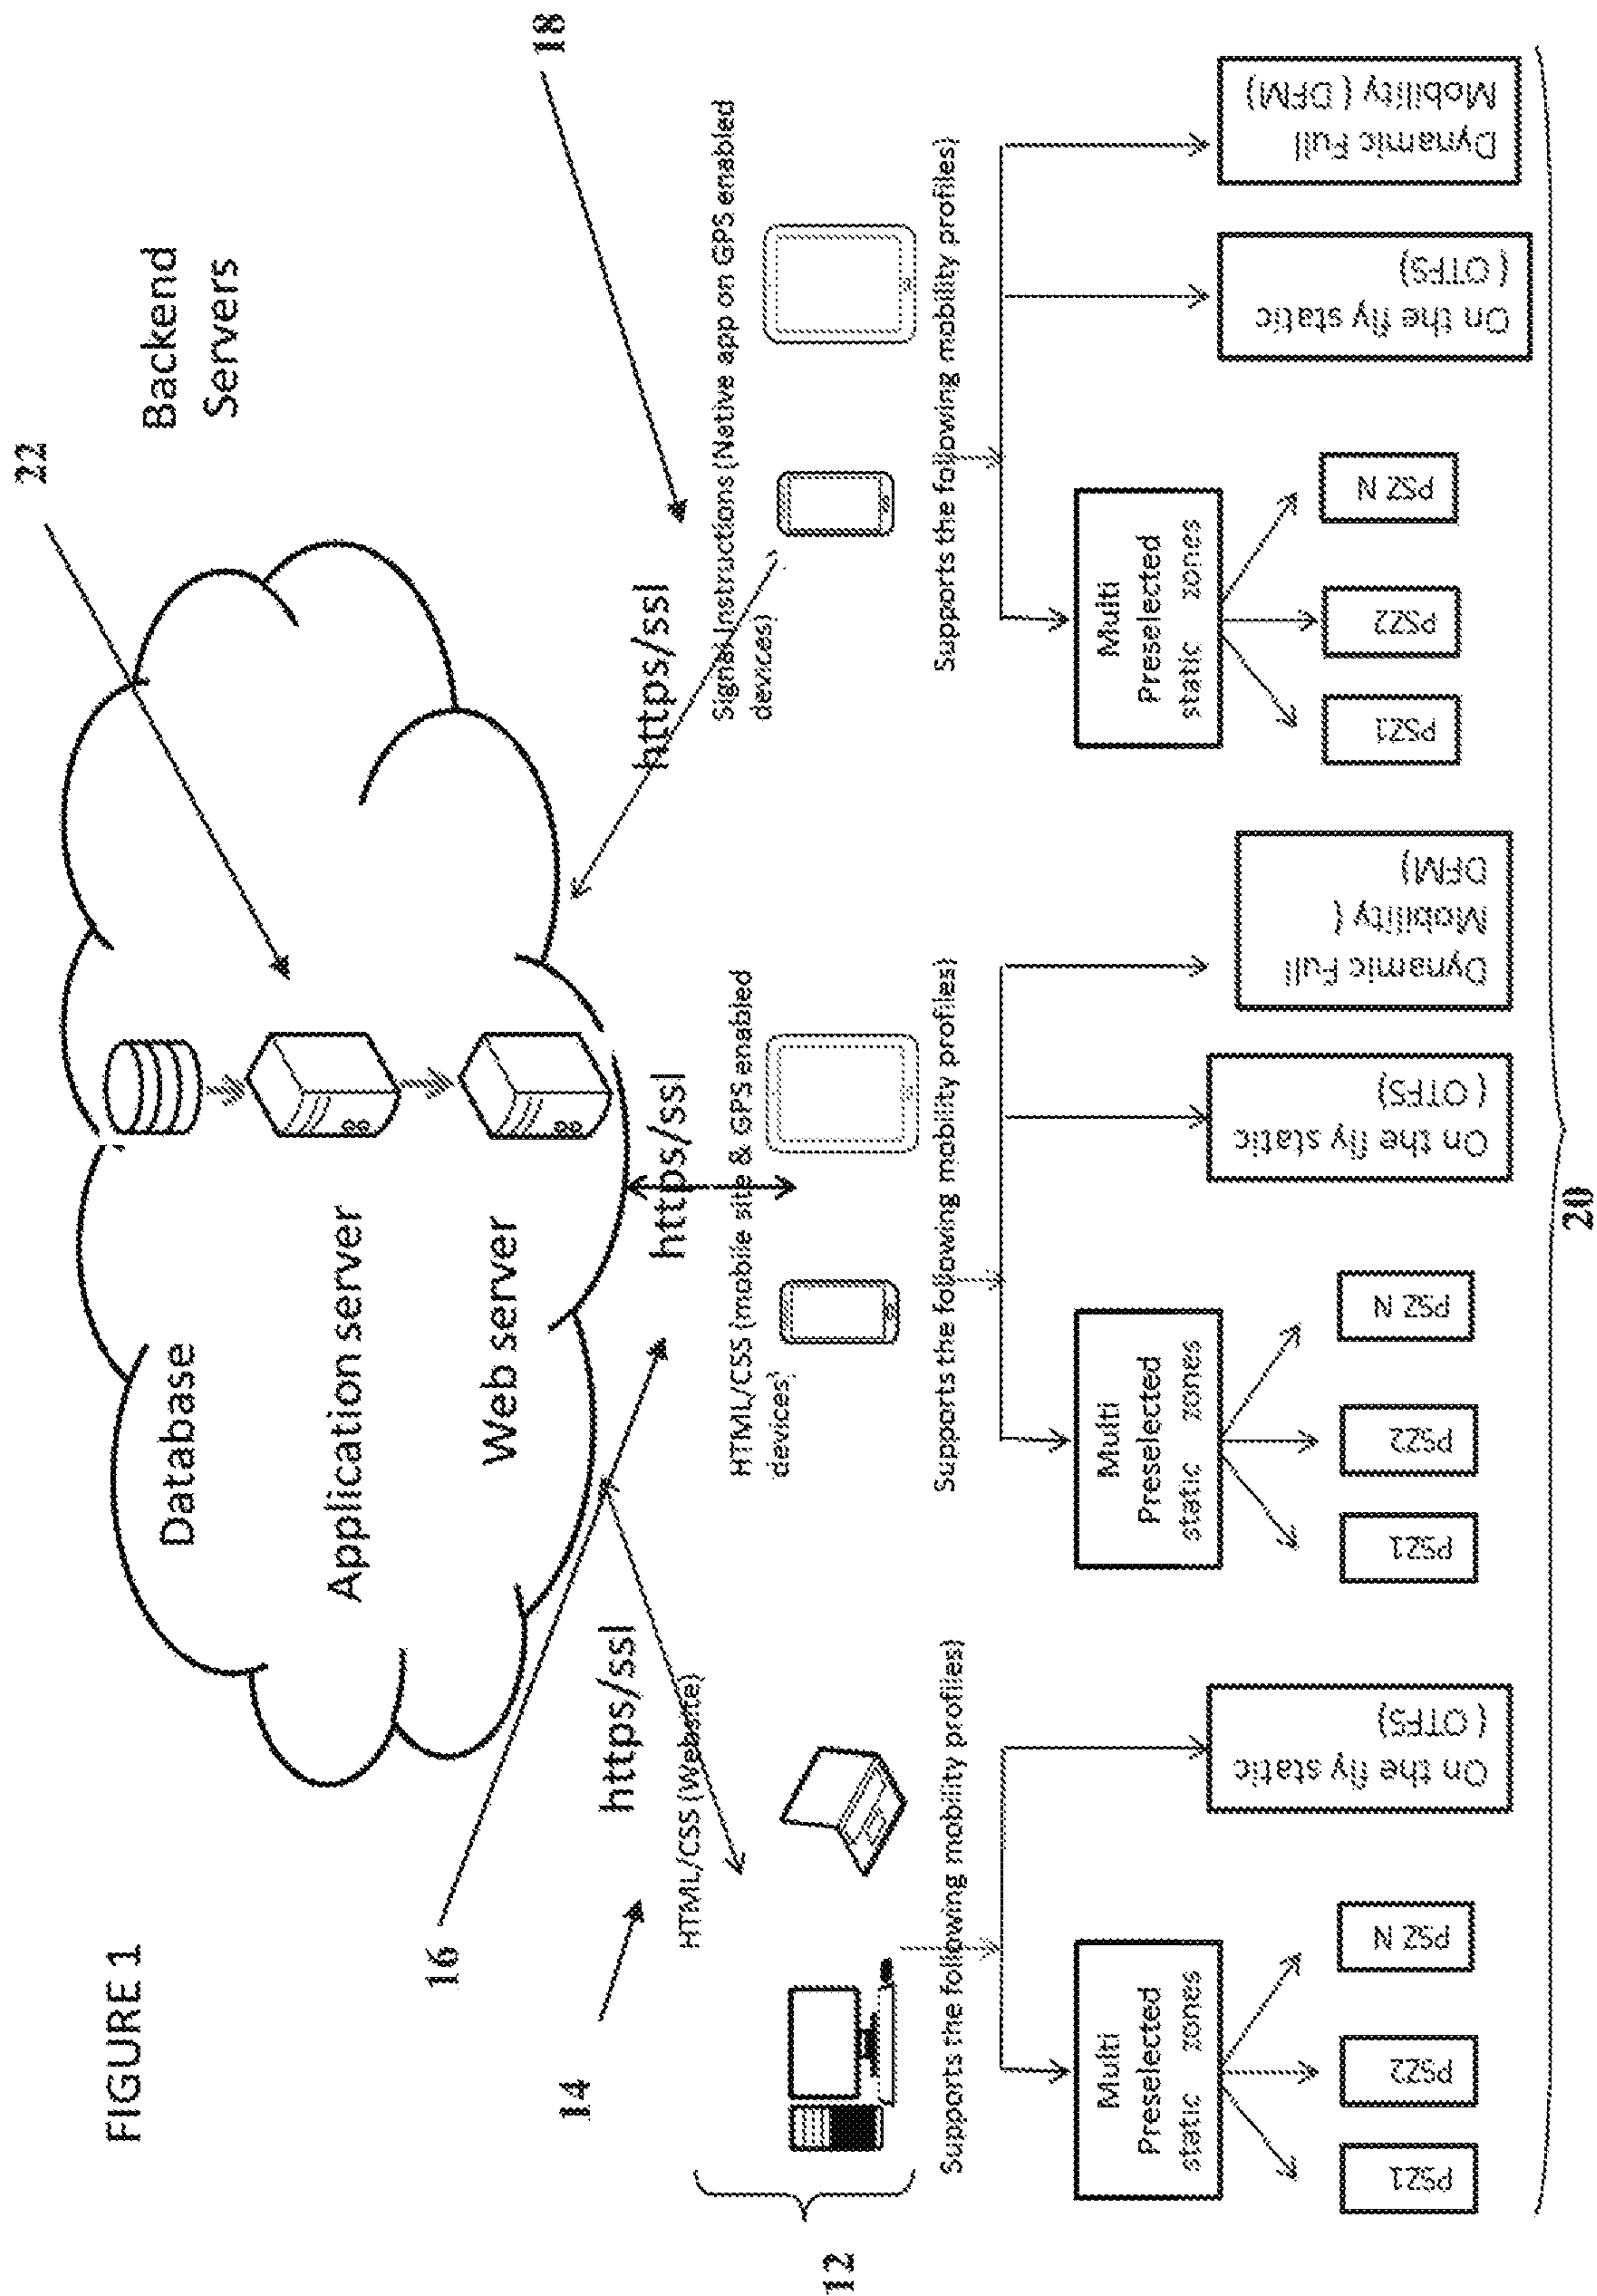 FIGURE 1
22
Backend
Servers
Database
Application server
Web server
16
18
14
https/ssl
https/ssl
https/ssl
12
HTML/CSS (Website)
HTML/CSS (mobile site & GPS enabled
devices)
Signal Instructions (Native app on GPS enabled
devices)
Supports the following mobility profiles)
Supports the following mobility profiles)
Supports the following mobility profiles)
Multi
Preselected
static zones
On the fly static
( OTFS)
PSZ1
PSZ2
PSZ N
Multi
Preselected
static zones
On the fly static
( OTFS)
Dynamic Full
Mobility (
DFM)
PSZ1
PSZ2
PSZ N
Multi
Preselected
static zones
On the fly static
( OTFS)
Dynamic Full
Mobility ( DFM)
PSZ1
PSZ2
PSZ N
20